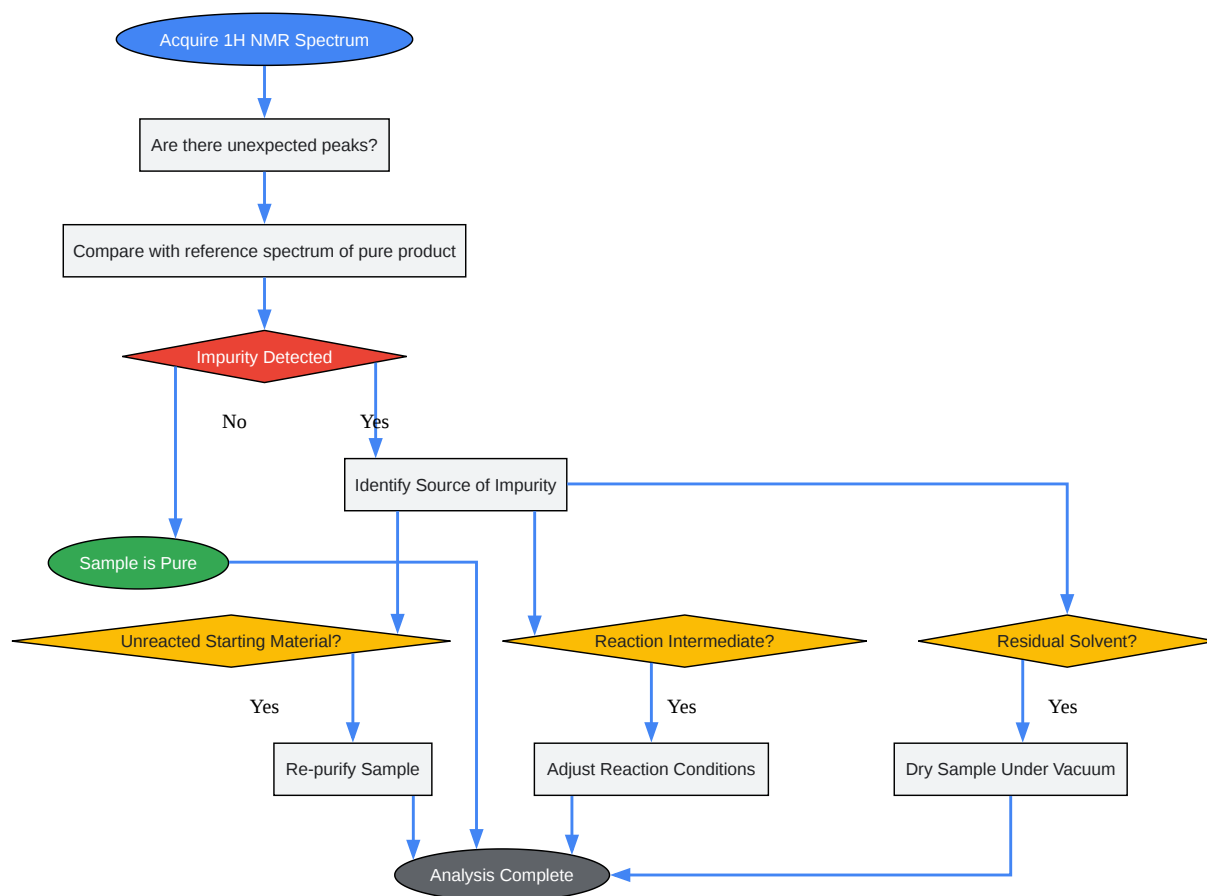 Acquire 1H NMR Spectrum
Are there unexpected peaks?
Compare with reference spectrum of pure product
Impurity Detected
No
Yes
Identify Source of Impurity
Sample is Pure
Unreacted Starting Material?
Reaction Intermediate?
Residual Solvent?
Yes
Yes
Yes
Re-purify Sample
Adjust Reaction Conditions
Dry Sample Under Vacuum
Analysis Complete